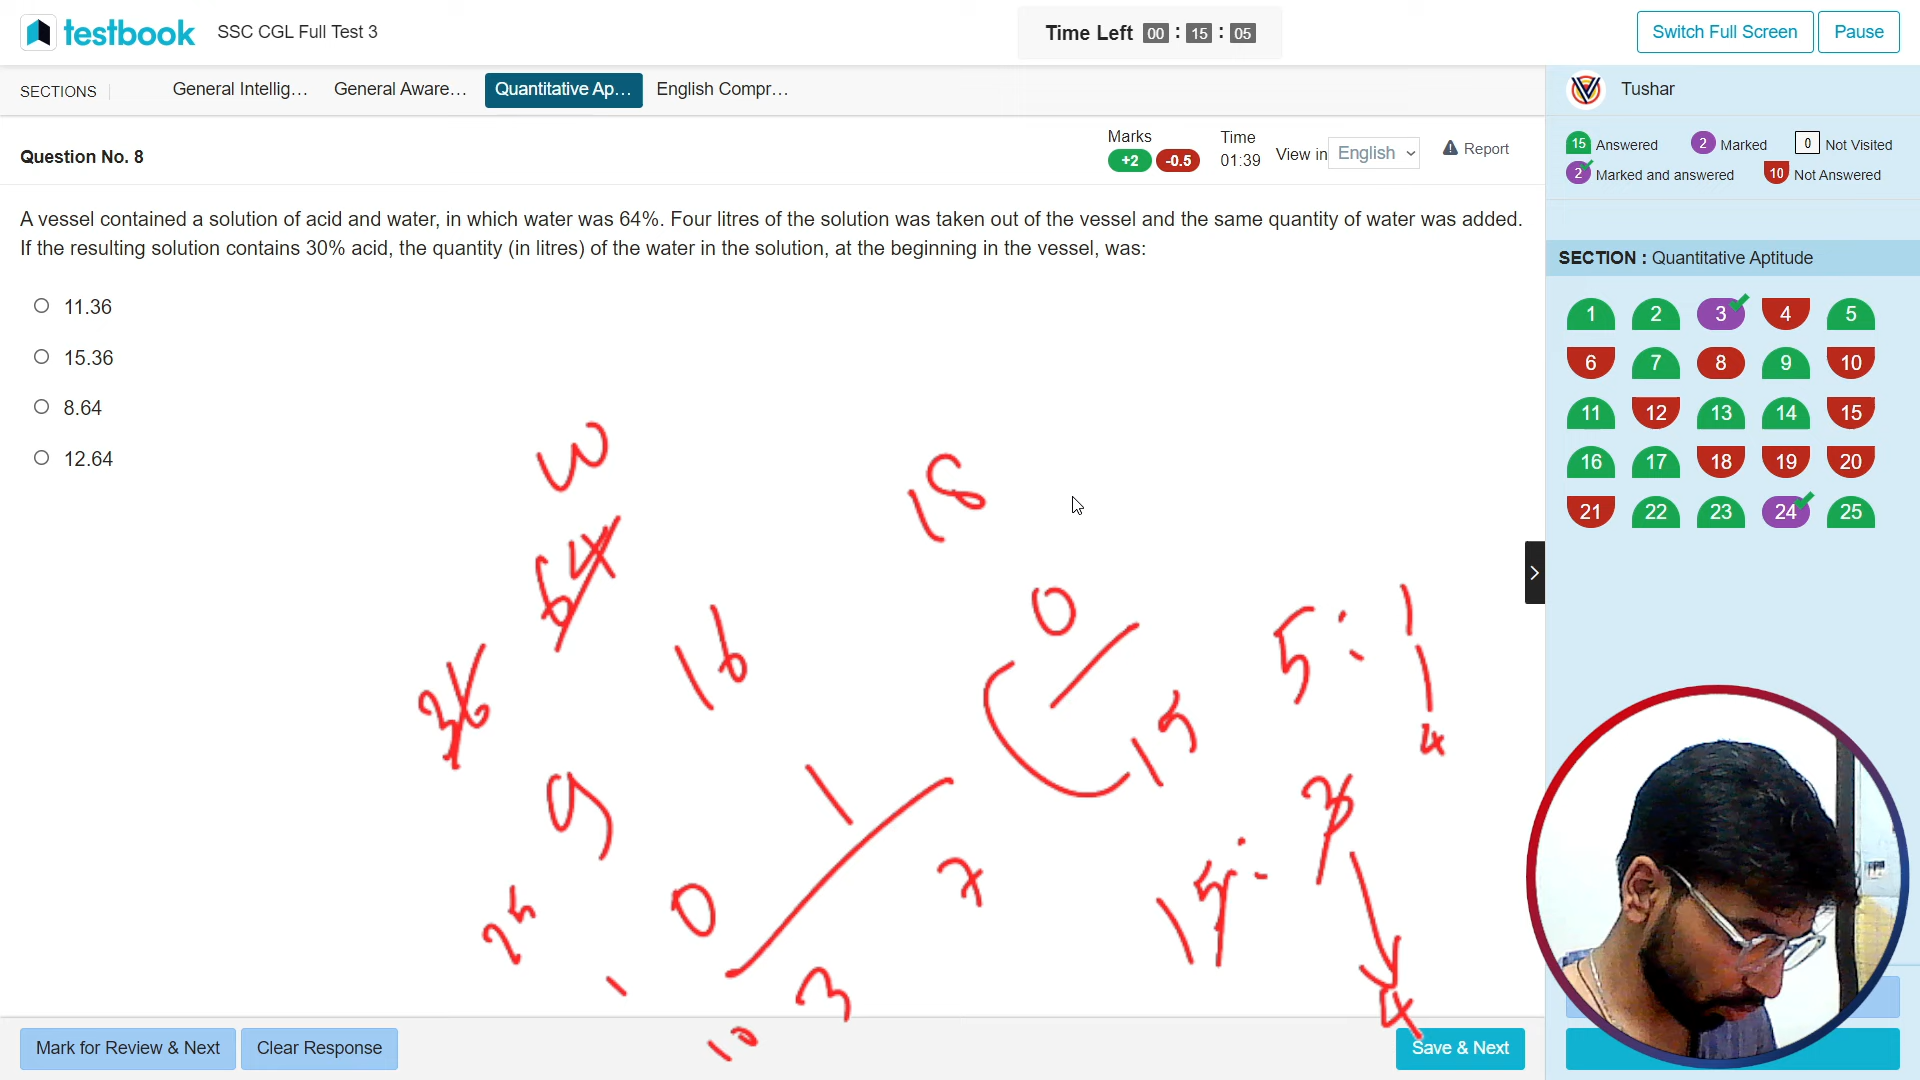 testbook SSC CGL Full Test 3 Time Left 00 : 15 : 05 Switch Full Screen Pause
SECTIONS General Intellig... General Aware... Quantitative Ap... English Compr...
Tushar
Question No. 8
Marks
+2 -0.5
Time
01:39
View in English
Report
15 Answered 2 Marked 0 Not Visited
2 Marked and answered 10 Not Answered
A vessel contained a solution of acid and water, in which water was 64%. Four litres of the solution was taken out of the vessel and the same quantity of water was added.
If the resulting solution contains 30% acid, the quantity (in litres) of the water in the solution, at the beginning in the vessel, was:
11.36
15.36
8.64
12.64
SECTION : Quantitative Aptitude
1 2 3 4 5
6 7 8 9 10
11 12 13 14 15
16 17 18 19 20
21 22 23 24 25
W
18
64
0
5 : 1
36
16
15
4
9
1
7
15 :
25
0
3
10
4
Mark for Review & Next Clear Response Save & Next